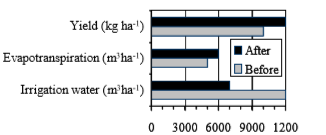 Yield (kg ha-¹)
After
Evapotranspiration (m³ha-¹)
Before
Irrigation water (m³ha-¹)
0 3000 6000 9000 1200